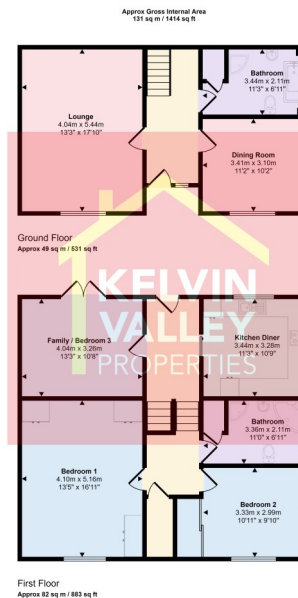 Approx Gross Internal Area
131 sq m / 1414 sq ft
Bathroom
3.44m x 2.11m
11'3" x 6'11"
Lounge
4.04m x 5.44m
13'3" x 17'10"
Dining Room
3.41m x 3.10m
11'2" x 10'2"
Ground Floor
Approx 49 sq m / 531 sq ft
KELVIN
VALLEY
PROPERTIES
Family / Bedroom 3
4.04m x 3.26m
13'3" x 10'8"
Kitchen Diner
3.44m x 3.28m
11'3" x 10'9"
Bathroom
3.36m x 2.11m
11'0" x 6'11"
Bedroom 1
4.10m x 5.16m
13'5" x 16'11"
Bedroom 2
3.33m x 2.99m
10'11" x 9'10"
First Floor
Approx 82 sq m / 883 sq ft